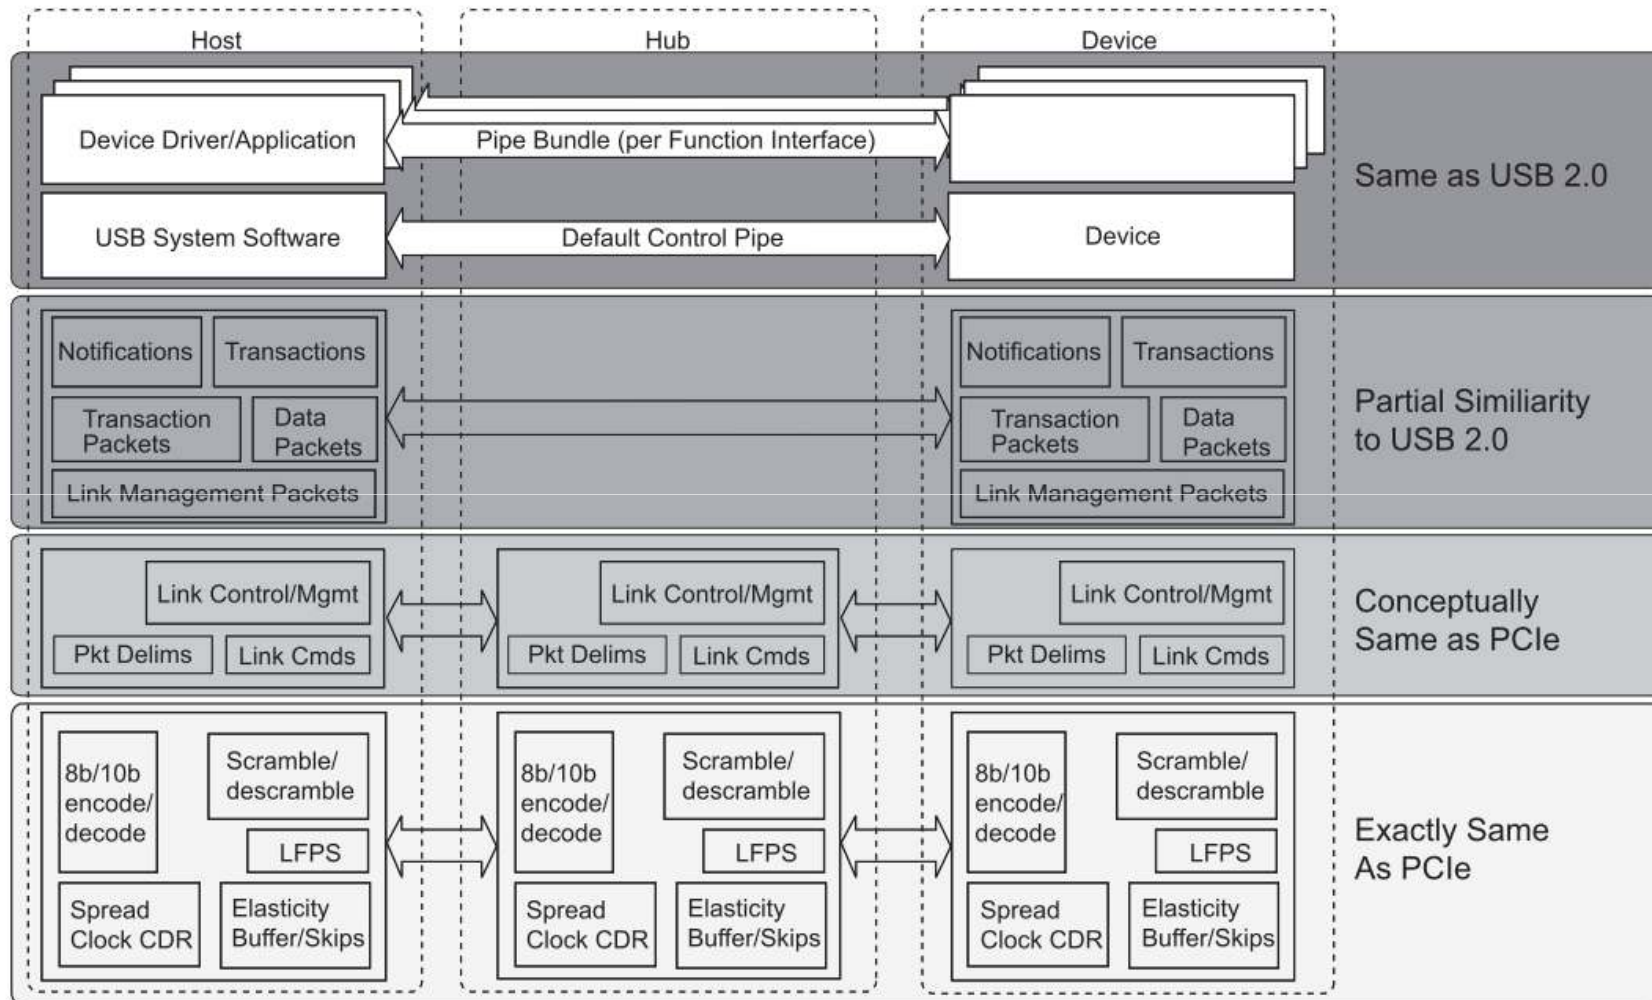 Host
Hub
Device
Device Driver/Application
Pipe Bundle (per Function Interface)
Same as USB 2.0
USB System Software
Default Control Pipe
Device
Notifications
Transactions
Transaction
Packets
Data
Packets
Link Management Packets
Notifications
Transactions
Transaction
Packets
Data
Packets
Link Management Packets
Partial Similiarity
to USB 2.0
Link Control/Mgmt
Pkt Delims
Link Cmds
Link Control/Mgmt
Pkt Delims
Link Cmds
Link Control/Mgmt
Pkt Delims
Link Cmds
Conceptually
Same as PCIe
8b/10b
encode/
decode
Scramble/
descramble
LFPS
Spread
Clock CDR
Elasticity
Buffer/Skips
8b/10b
encode/
decode
Scramble/
descramble
LFPS
Spread
Clock CDR
Elasticity
Buffer/Skips
8b/10b
encode/
decode
Scramble/
descramble
LFPS
Spread
Clock CDR
Elasticity
Buffer/Skips
Exactly Same
As PCIe